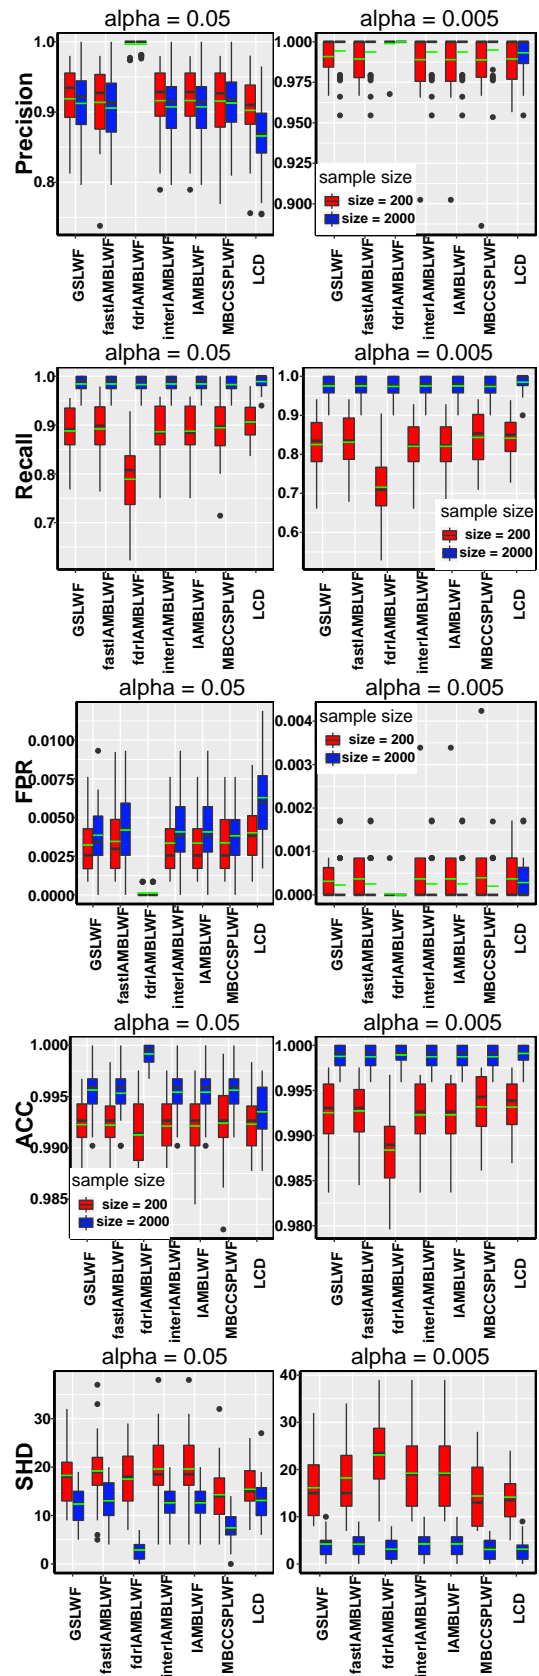 alpha = 0.05
alpha = 0.005
Precision
1.0
0.9
0.8
1.000
0.975
0.950
0.925
0.900
sample size
size = 200
size = 2000
GSLWF
fastIAMBLWF
fdrIAMBLWF
interIAMBLWF
IAMBLWF
MBCCSPLWF
LCD
GSLWF
fastIAMBLWF
fdrIAMBLWF
interIAMBLWF
IAMBLWF
MBCCSPLWF
LCD
alpha = 0.05
alpha = 0.005
Recall
1.0
0.9
0.8
0.7
1.0
0.9
0.8
0.7
0.6
sample size
size = 200
size = 2000
GSLWF
fastIAMBLWF
fdrIAMBLWF
interIAMBLWF
IAMBLWF
MBCCSPLWF
LCD
GSLWF
fastIAMBLWF
fdrIAMBLWF
interIAMBLWF
IAMBLWF
MBCCSPLWF
LCD
alpha = 0.05
alpha = 0.005
FPR
0.0100
0.0075
0.0050
0.0025
0.0000
0.004
0.003
0.002
0.001
0.000
sample size
size = 200
size = 2000
GSLWF
fastIAMBLWF
fdrIAMBLWF
interIAMBLWF
IAMBLWF
MBCCSPLWF
LCD
GSLWF
fastIAMBLWF
fdrIAMBLWF
interIAMBLWF
IAMBLWF
MBCCSPLWF
LCD
alpha = 0.05
alpha = 0.005
ACC
1.000
0.995
0.990
0.985
1.000
0.995
0.990
0.985
0.980
sample size
size = 200
size = 2000
GSLWF
fastIAMBLWF
fdrIAMBLWF
interIAMBLWF
IAMBLWF
MBCCSPLWF
LCD
GSLWF
fastIAMBLWF
fdrIAMBLWF
interIAMBLWF
IAMBLWF
MBCCSPLWF
LCD
alpha = 0.05
alpha = 0.005
SHD
30
20
10
0
40
30
20
10
0
GSLWF
fastIAMBLWF
fdrIAMBLWF
interIAMBLWF
IAMBLWF
MBCCSPLWF
LCD
GSLWF
fastIAMBLWF
fdrIAMBLWF
interIAMBLWF
IAMBLWF
MBCCSPLWF
LCD